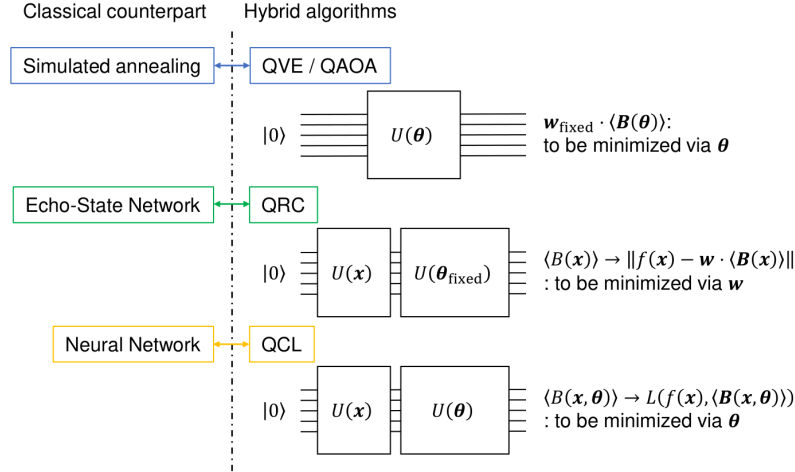 Classical counterpart
Hybrid algorithms
Simulated annealing
QVE / QAOA
|0⟩
U(θ)
w_fixed · ⟨B(θ)⟩:
to be minimized via θ
Echo-State Network
QRC
|0⟩
U(x)
U(θ_fixed)
⟨B(x)⟩ → ‖f(x) − w · ⟨B(x)⟩‖
: to be minimized via w
Neural Network
QCL
|0⟩
U(x)
U(θ)
⟨B(x, θ)⟩ → L(f(x), ⟨B(x, θ)⟩)
: to be minimized via θ